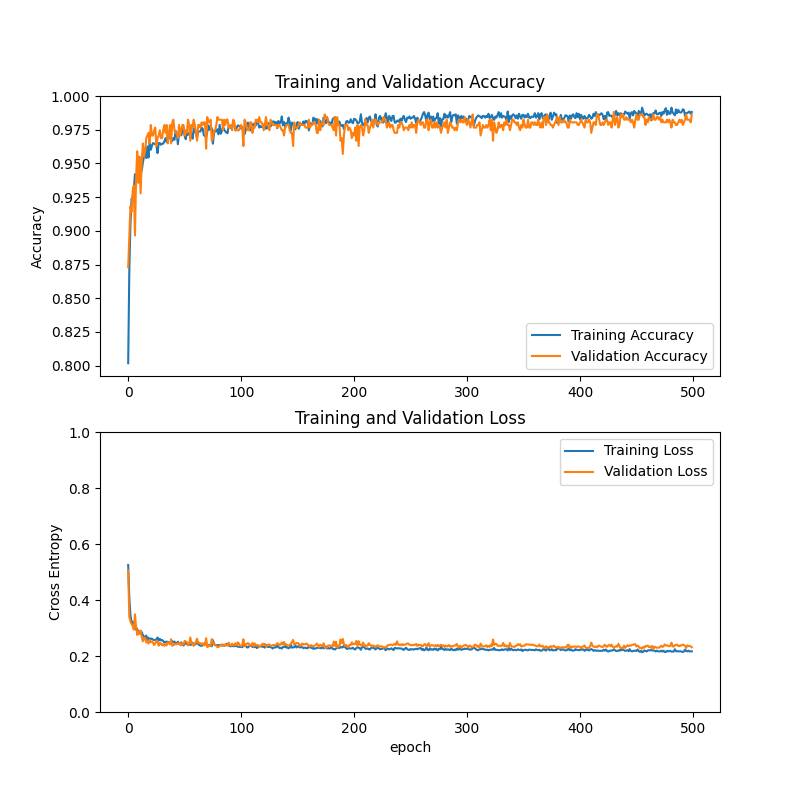 Training and Validation Accuracy
Accuracy
1.000
0.975
0.950
0.925
0.900
0.875
0.850
0.825
0.800
Training Accuracy
Validation Accuracy
0 100 200 300 400 500
Training and Validation Loss
Cross Entropy
1.0
0.8
0.6
0.4
0.2
0.0
Training Loss
Validation Loss
0 100 200 300 400 500
epoch